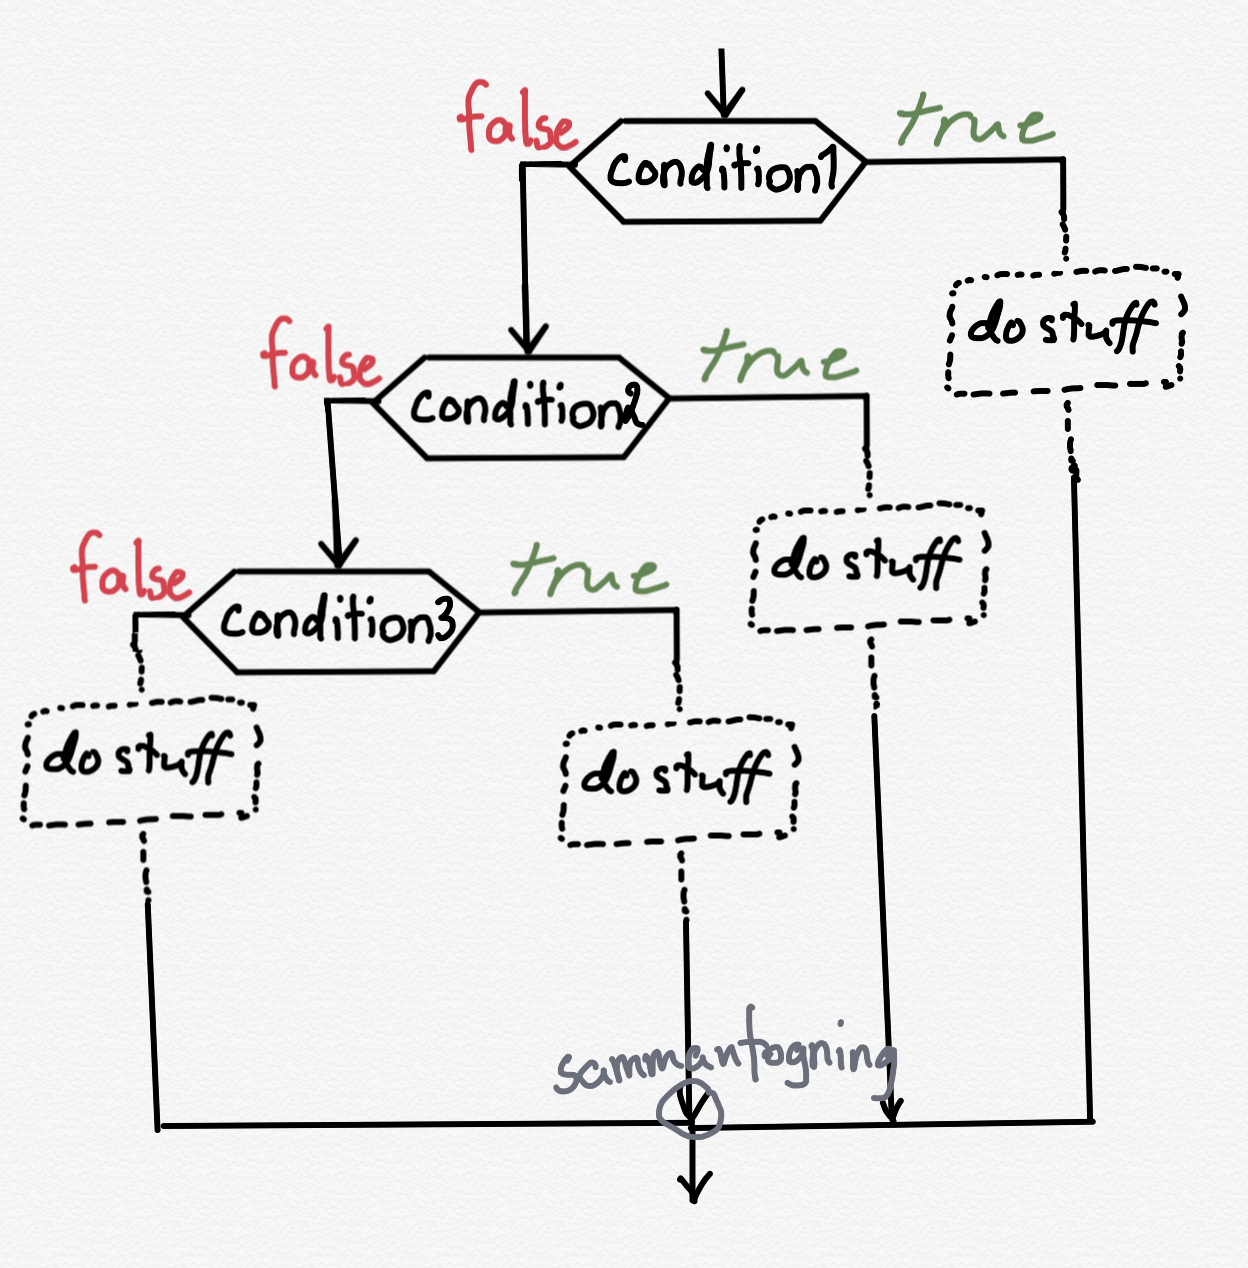 false
true
condition1
do stuff
false
true
condition2
do stuff
false
true
condition3
do stuff
do stuff
sammanfogning